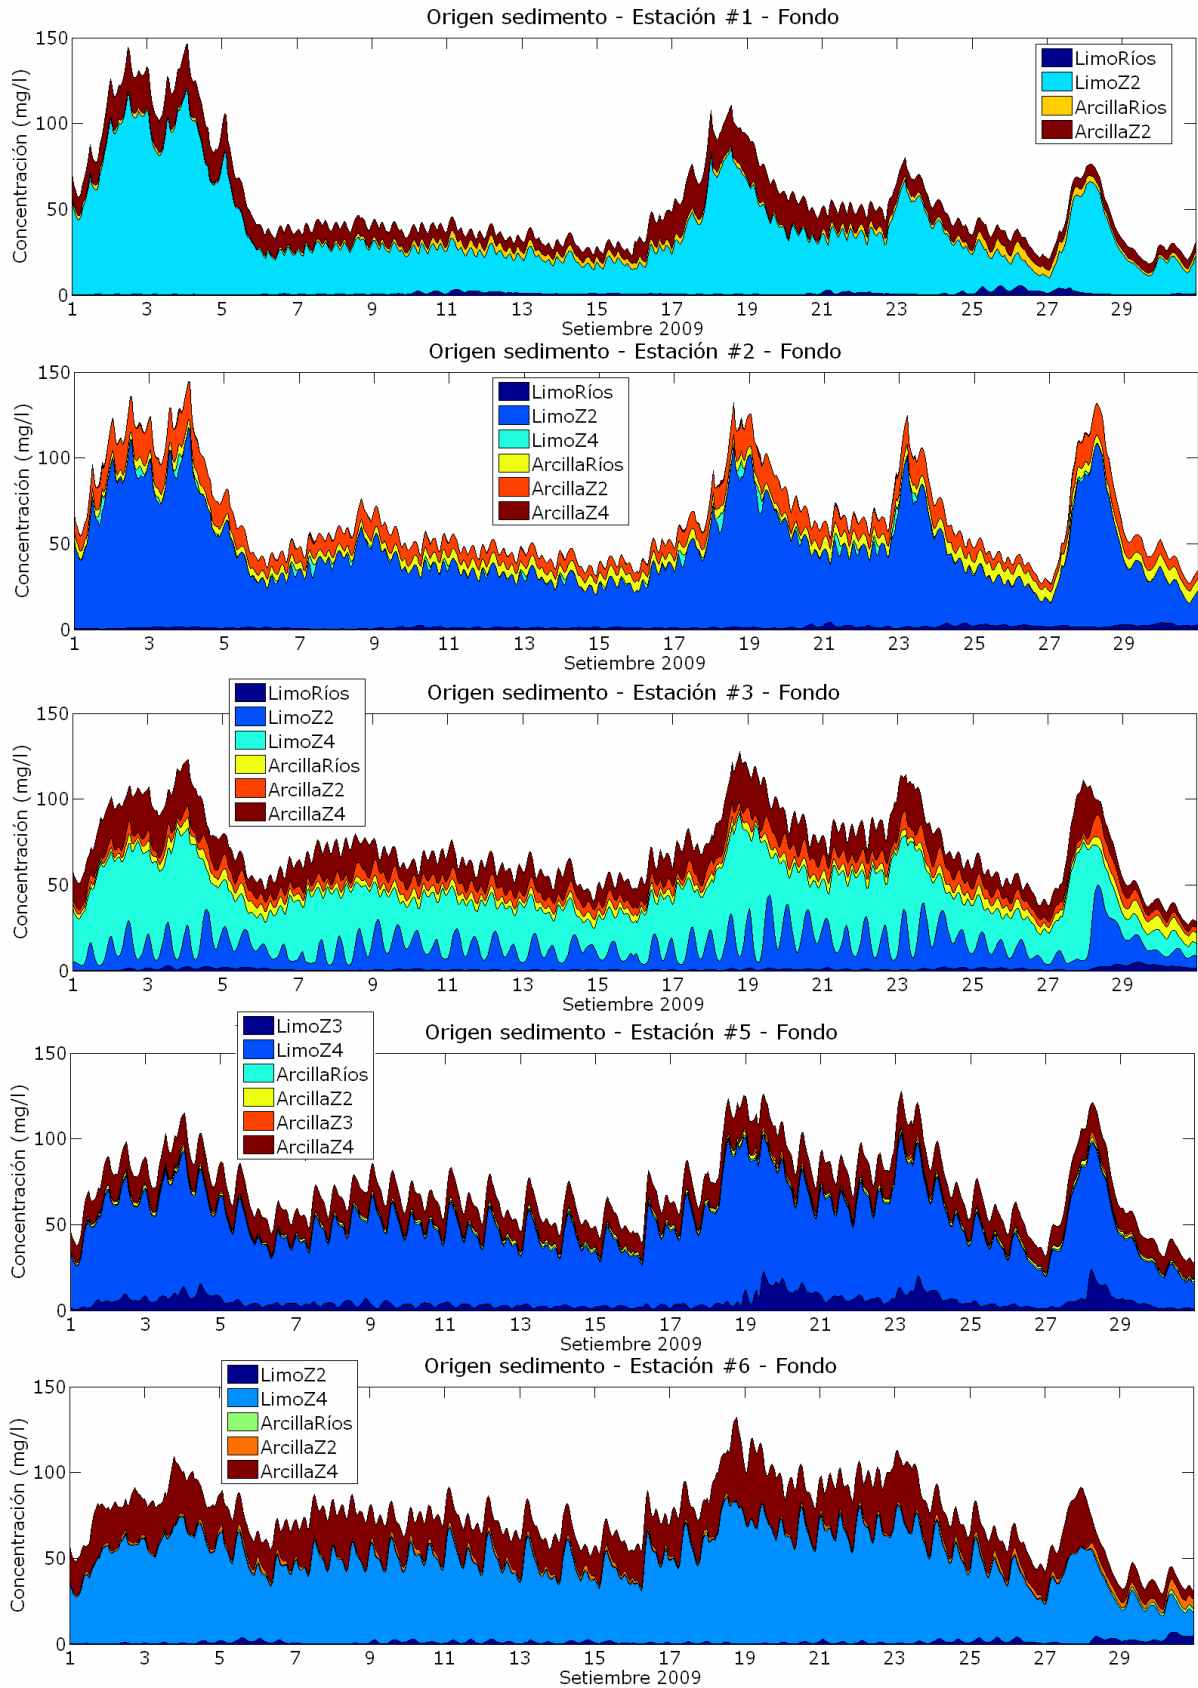 Origen sedimento - Estación #1 - Fondo
Concentración (mg/l)
150
100
50
0
LimoRíos
LimoZ2
ArcillaRios
ArcillaZ2
1 3 5 7 9 11 13 15 17 19 21 23 25 27 29
Setiembre 2009
Origen sedimento - Estación #2 - Fondo
Concentración (mg/l)
150
100
50
0
LimoRíos
LimoZ2
LimoZ4
ArcillaRíos
ArcillaZ2
ArcillaZ4
1 3 5 7 9 11 13 15 17 19 21 23 25 27 29
Setiembre 2009
Origen sedimento - Estación #3 - Fondo
Concentración (mg/l)
150
100
50
0
LimoRíos
LimoZ2
LimoZ4
ArcillaRíos
ArcillaZ2
ArcillaZ4
1 3 5 7 9 11 13 15 17 19 21 23 25 27 29
Setiembre 2009
Origen sedimento - Estación #5 - Fondo
Concentración (mg/l)
150
100
50
0
LimoZ3
LimoZ4
ArcillaRíos
ArcillaZ2
ArcillaZ3
ArcillaZ4
1 3 5 7 9 11 13 15 17 19 21 23 25 27 29
Setiembre 2009
Origen sedimento - Estación #6 - Fondo
Concentración (mg/l)
150
100
50
0
LimoZ2
LimoZ4
ArcillaRíos
ArcillaZ2
ArcillaZ4
1 3 5 7 9 11 13 15 17 19 21 23 25 27 29
Setiembre 2009